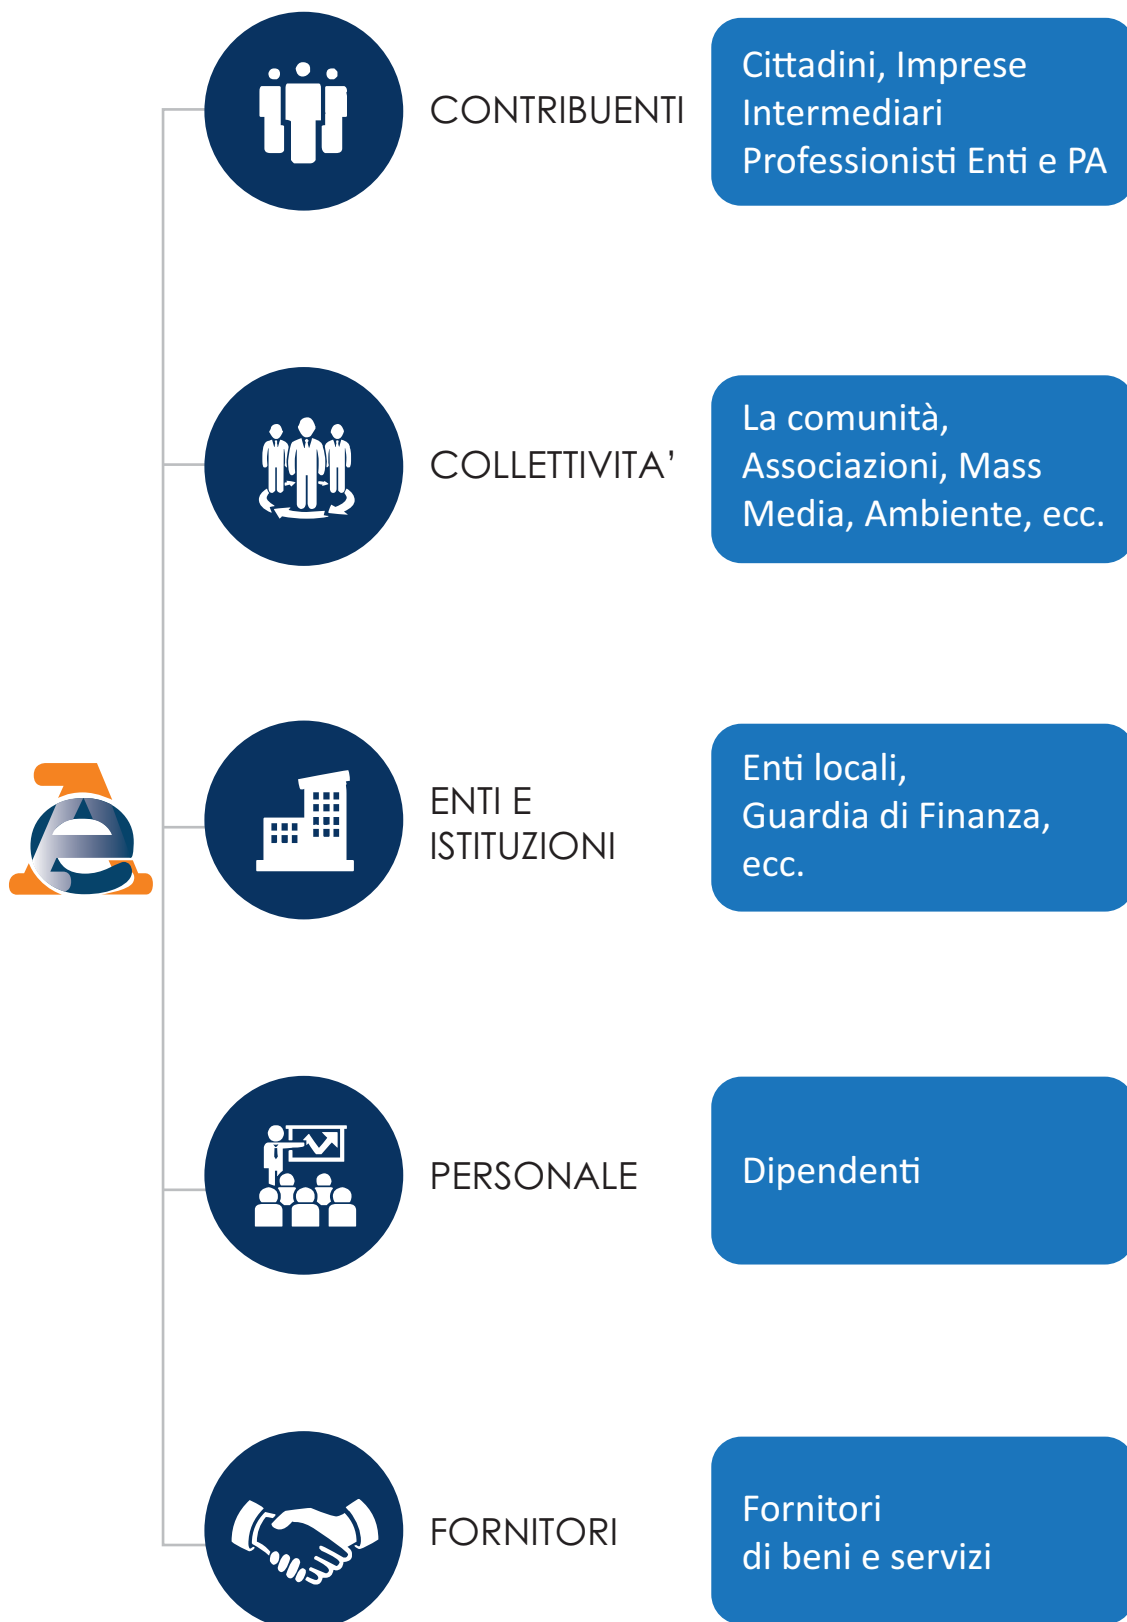 CONTRIBUENTI
Cittadini, Imprese
Intermediari
Professionisti Enti e PA
COLLETTIVITA’
La comunità,
Associazioni, Mass
Media, Ambiente, ecc.
ENTI E
ISTITUZIONI
Enti locali,
Guardia di Finanza,
ecc.
PERSONALE
Dipendenti
FORNITORI
Fornitori
di beni e servizi